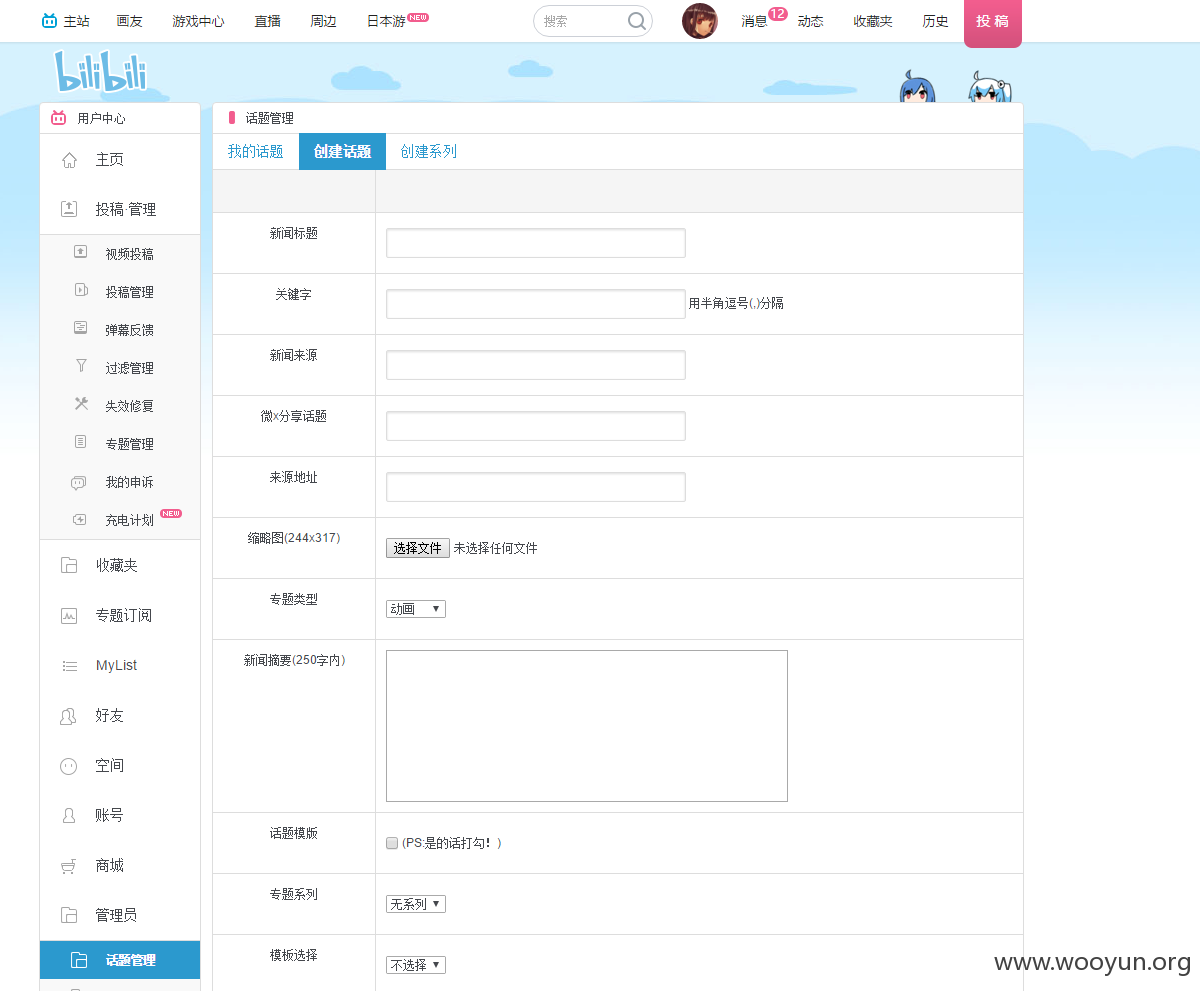 主站 画友 游戏中心 直播 周边 日本游 NEW 搜索 消息 12 动态 收藏夹 历史 投稿
bilibili
用户中心
主页
投稿·管理
视频投稿
投稿管理
弹幕反馈
过滤管理
失效修复
专题管理
我的申诉
充电计划 NEW
收藏夹
专题订阅
MyList
好友
空间
账号
商城
管理员
话题管理
话题管理
我的话题 创建话题 创建系列
新闻标题
关键字 用半角逗号(,)分隔
新闻来源
微x分享话题
来源地址
缩略图(244x317) 选择文件 未选择任何文件
专题类型 动画
新闻摘要(250字内)
话题模版 (PS:是的话打勾！)
专题系列 无系列
模板选择 不选择
www.wooyun.org